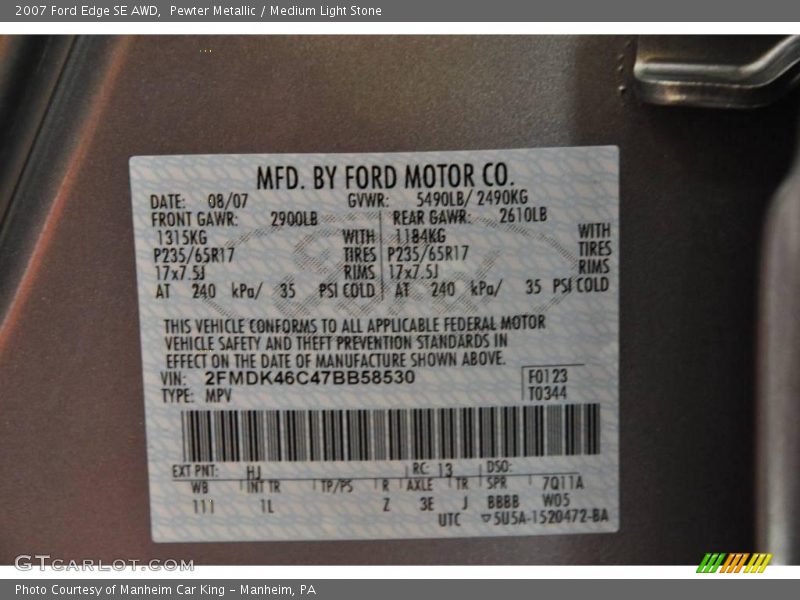 2007 Ford Edge SE AWD, Pewter Metallic / Medium Light Stone
MFD. BY FORD MOTOR CO.
DATE: 08/07 GVWR: 5490LB/ 2490KG
FRONT GAWR: 2900LB REAR GAWR: 2610LB
1315KG WITH 1184KG WITH
P235/65R17 TIRES P235/65R17 TIRES
17x7.5J RIMS 17x7.5J RIMS
AT 240 kPa/ 35 PSI COLD AT 240 kPa/ 35 PSI COLD
THIS VEHICLE CONFORMS TO ALL APPLICABLE FEDERAL MOTOR
VEHICLE SAFETY AND THEFT PREVENTION STANDARDS IN
EFFECT ON THE DATE OF MANUFACTURE SHOWN ABOVE.
VIN: 2FMDK46C47BB58530 F0123
TYPE: MPV T0344
EXT PNT: HJ RC: 13 DSO:
WB INT TR TP/PS R AXLE TR SPR 7Q11A
111 1L Z 3E J BBBB W05
UTC ▽5U5A-1520472-BA
GTCarLot.com
Photo Courtesy of Manheim Car King - Manheim, PA